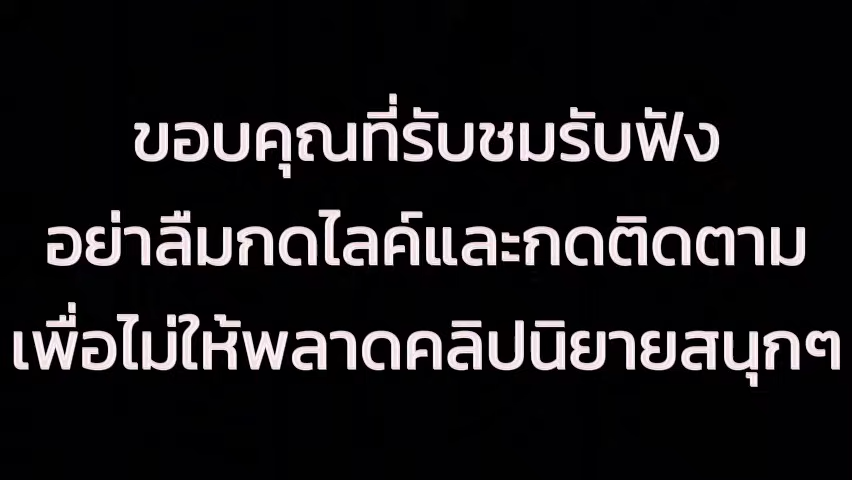 ขอบคุณที่รับชมรับฟัง
อย่าลืมกดไลค์และกดติดตาม
เพื่อไม่ให้พลาดคลิปนิยายสนุกๆ